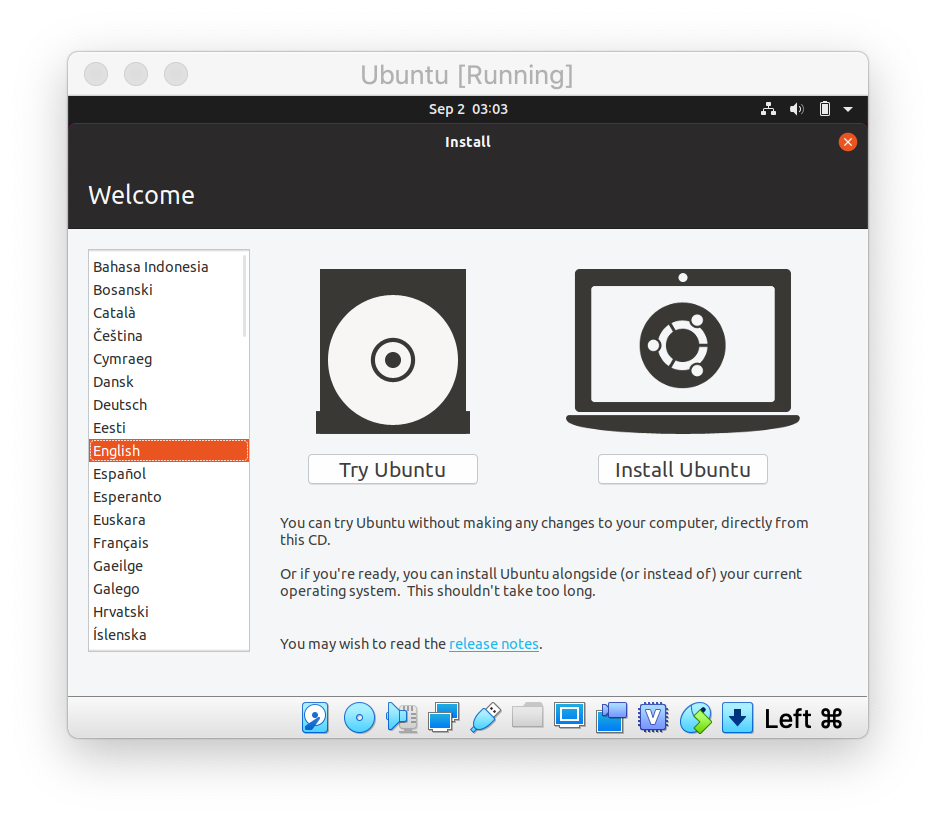 Ubuntu [Running]
Sep 2 03:03
Install
Welcome
Bahasa Indonesia
Bosanski
Català
Čeština
Cymraeg
Dansk
Deutsch
Eesti
English
Español
Esperanto
Euskara
Français
Gaeilge
Galego
Hrvatski
Íslenska
Try Ubuntu
Install Ubuntu
You can try Ubuntu without making any changes to your computer, directly from
this CD.
Or if you're ready, you can install Ubuntu alongside (or instead of) your current
operating system. This shouldn't take too long.
You may wish to read the release notes.
V
Left ⌘